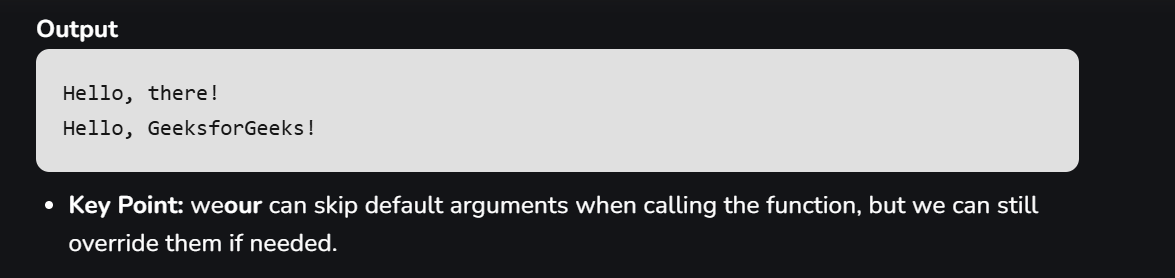 Output
Hello, there!
Hello, GeeksforGeeks!
• Key Point: weour can skip default arguments when calling the function, but we can still
override them if needed.